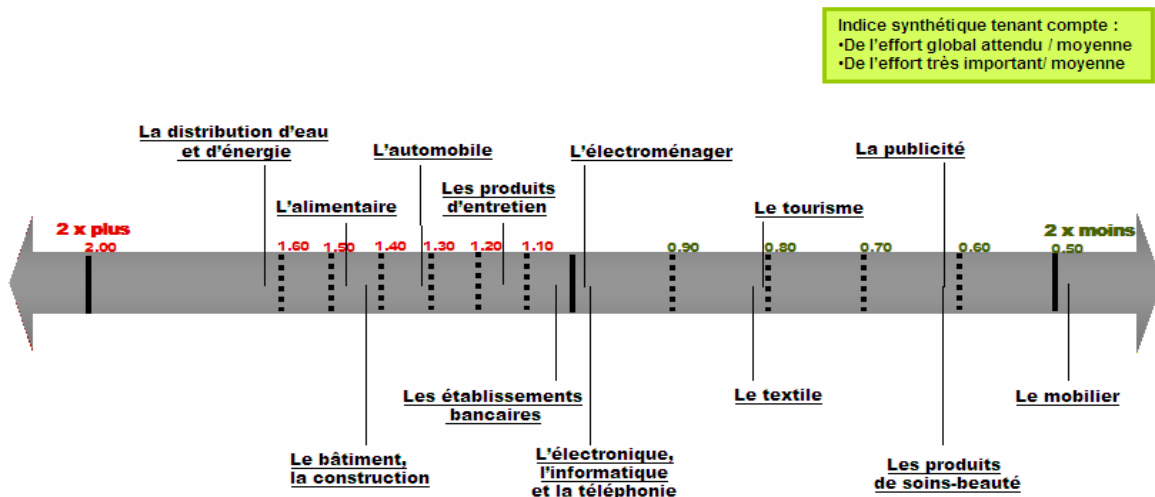 Indice synthétique tenant compte :
•De l'effort global attendu / moyenne
•De l'effort très important/ moyenne
La distribution d'eau
et d'énergie
L'automobile
L'électroménager
La publicité
Les produits
d'entretien
L'alimentaire
Le tourisme
2 x plus
2 x moins
2.00
1.60
1.50
1.40
1.30
1.20
1.10
0.90
0.80
0.70
0.60
0.50
Les établissements
bancaires
Le textile
Le mobilier
Le bâtiment,
la construction
L'électronique,
l'informatique
et la téléphonie
Les produits
de soins-beauté